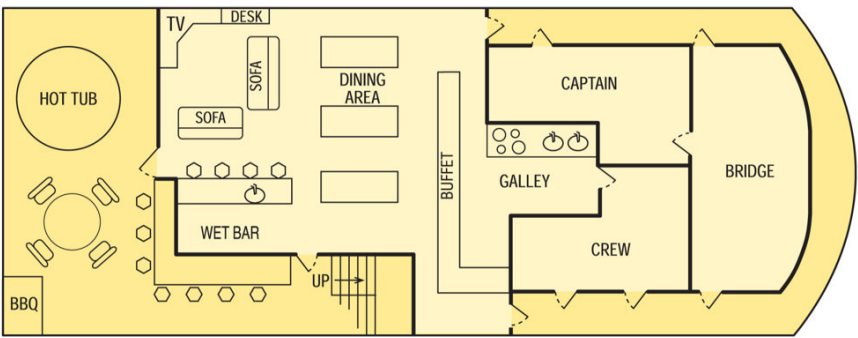 TV
DESK
HOT TUB
SOFA
SOFA
DINING
AREA
CAPTAIN
BUFFET
GALLEY
BRIDGE
WET BAR
CREW
UP
BBQ